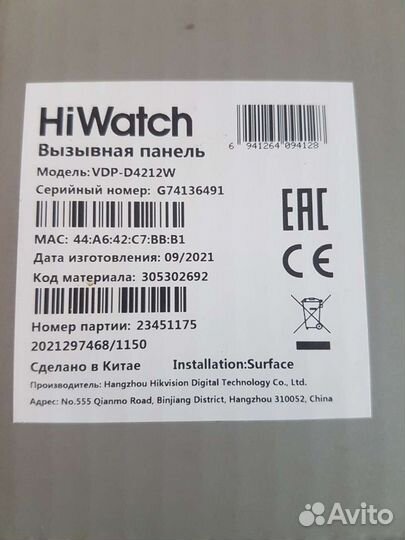 HiWatch
6 941264 094128
Вызывная панель
Модель:VDP-D4212W
Серийный номер: G74136491
EAC
MAC: 44:A6:42:C7:BB:B1
CE
Дата изготовления: 09/2021
Код материала: 305302692
Номер партии: 23451175
2021297468/1150
Сделано в Китае Installation:Surface
Производитель: Hangzhou Hikvision Digital Technology Co., Ltd.
Адрес: No.555 Qianmo Road, Binjiang District, Hangzhou 310052, China
Avito